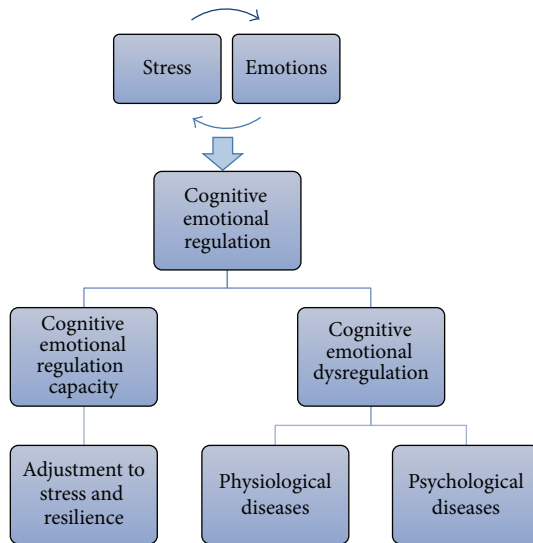 Stress
Emotions
Cognitive
emotional
regulation
Cognitive
emotional
regulation
capacity
Cognitive
emotional
dysregulation
Adjustment to
stress and
resilience
Physiological
diseases
Psychological
diseases